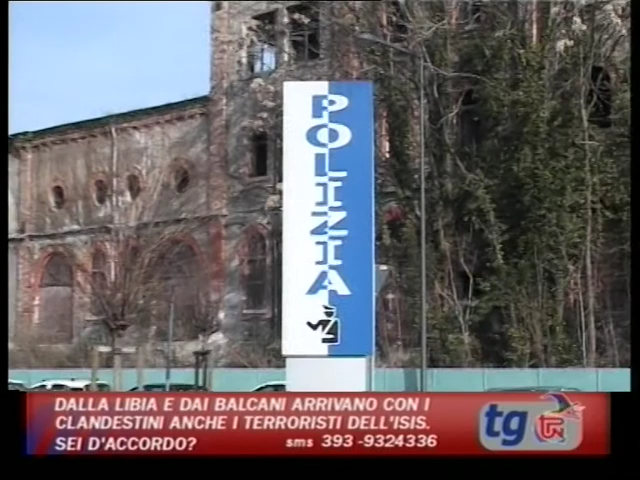 POLIZIA
DALLA LIBIA E DAI BALCANI ARRIVANO CON I
CLANDESTINI ANCHE I TERRORISTI DELL'ISIS.
SEI D'ACCORDO? sms 393-9324336
tg